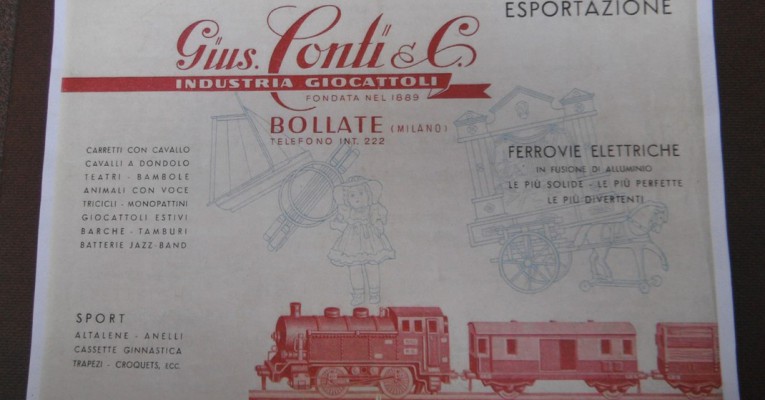 ESPORTAZIONE
Gius. Conti & C.
INDUSTRIA GIOCATTOLI
FONDATA NEL 1889
BOLLATE (MILANO)
TELEFONO INT. 222
CARRETTI CON CAVALLO
CAVALLI A DONDOLO
TEATRI - BAMBOLE
ANIMALI CON VOCE
TRICICLI - MONOPATTINI
GIOCATTOLI ESTIVI
BARCHE - TAMBURI
BATTERIE JAZZ-BAND
FERROVIE ELETTRICHE
IN FUSIONE DI ALLUMINIO
LE PIÙ SOLIDE - LE PIÙ PERFETTE
LE PIÙ DIVERTENTI
SPORT
ALTALENE - ANELLI
CASSETTE GINNASTICA
TRAPEZI - CROQUETS, ECC.